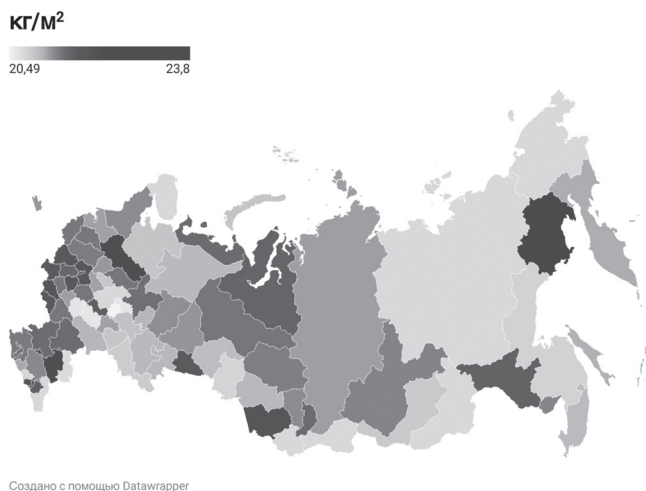 кг/м²
20,49 23,8
Создано с помощью Datawrapper